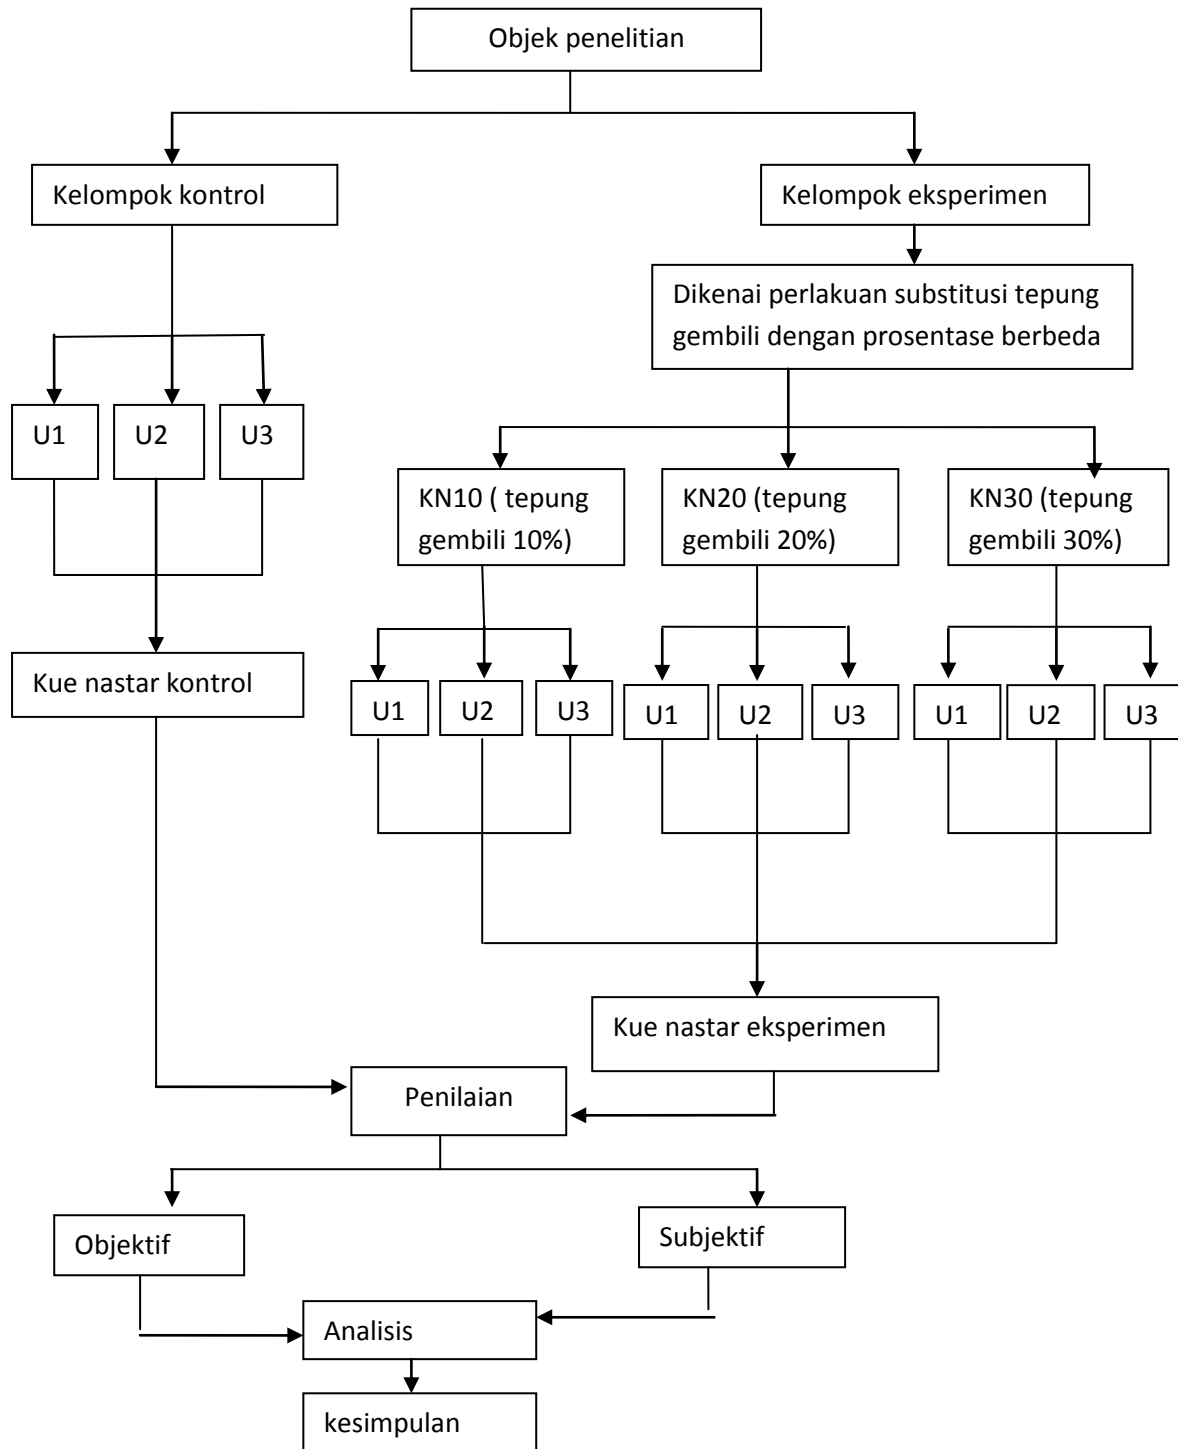 Objek penelitian
Kelompok kontrol
Kelompok eksperimen
Dikenai perlakuan substitusi tepung
gembili dengan prosentase berbeda
U1
U2
U3
KN10 ( tepung
gembili 10%)
KN20 (tepung
gembili 20%)
KN30 (tepung
gembili 30%)
Kue nastar kontrol
U1
U2
U3
U1
U2
U3
U1
U2
U3
Kue nastar eksperimen
Penilaian
Objektif
Subjektif
Analisis
kesimpulan